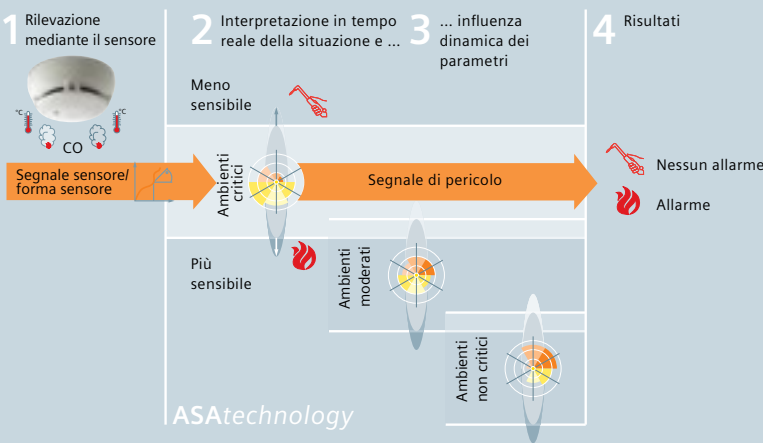 1 Rilevazione
mediante il sensore
2 Interpretazione in tempo
reale della situazione e ...
3 ... influenza
dinamica dei
parametri
4 Risultati
°C
°C
CO
Segnale sensore/
forma sensore
Meno
sensibile
Ambienti
critici
Segnale di pericolo
Più
sensibile
Ambienti
moderati
Ambienti
non critici
Nessun allarme
Allarme
ASAtechnology